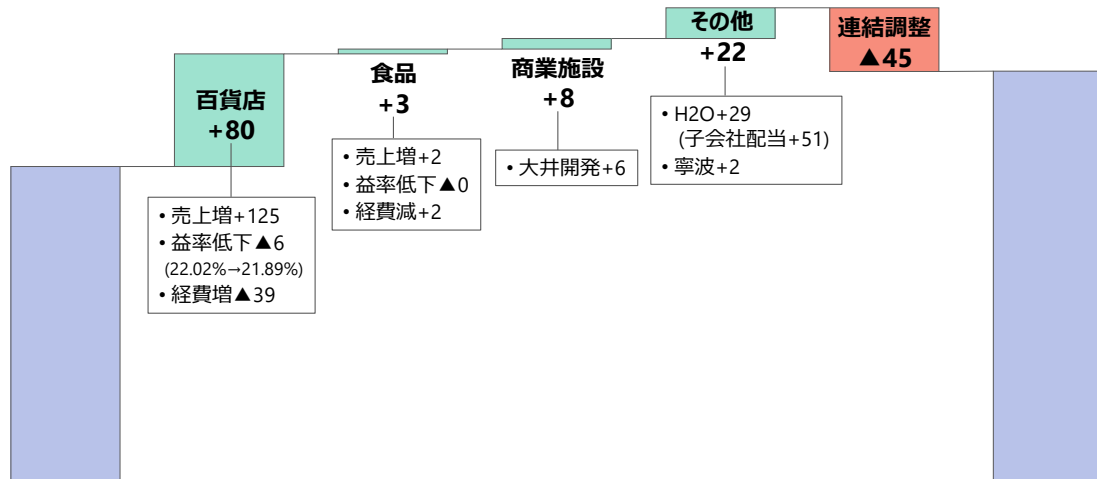 百貨店
+80
• 売上増+125
• 益率低下▲6
(22.02%→21.89%)
• 経費増▲39
食品
+3
• 売上増+2
• 益率低下▲0
• 経費減+2
商業施設
+8
• 大井開発+6
その他
+22
• H2O+29
(子会社配当+51)
• 寧波+2
連結調整
▲45